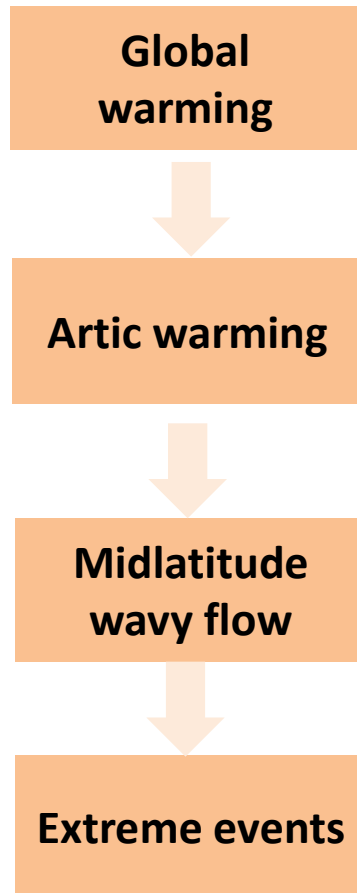 Global
warming
Artic warming
Midlatitude
wavy flow
Extreme events